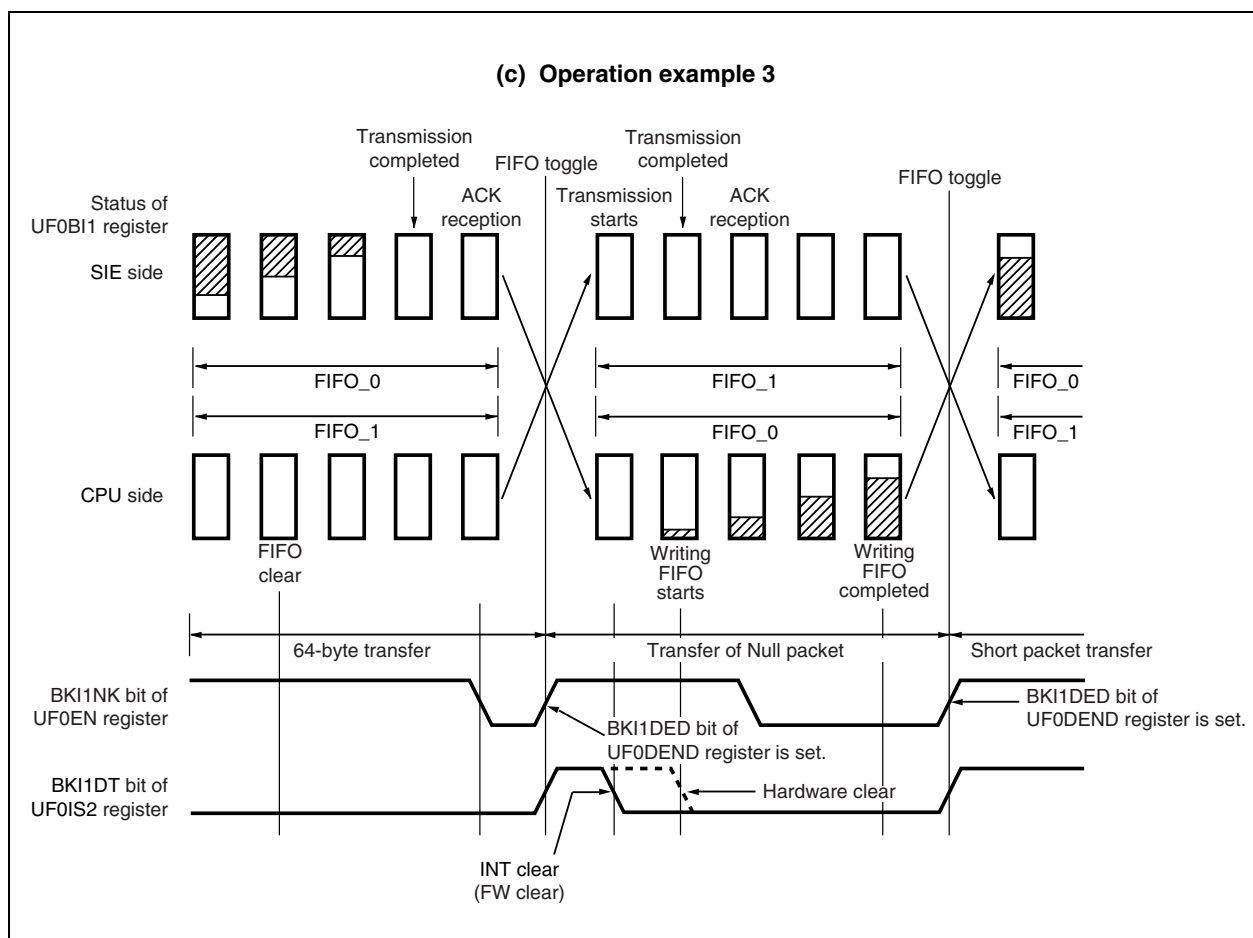 (c) Operation example 3
Transmission
completed
FIFO toggle
Transmission
completed
FIFO toggle
Status of
UF0BI1 register
ACK
reception
Transmission
starts
ACK
reception
SIE side
FIFO_0
FIFO_1
FIFO_0
FIFO_1
FIFO_0
FIFO_1
CPU side
FIFO
clear
Writing
FIFO
starts
Writing
FIFO
completed
64-byte transfer
Transfer of Null packet
Short packet transfer
BKI1NK bit of
UF0EN register
BKI1DED bit of
UF0DEND register is set.
BKI1DED bit of
UF0DEND register is set.
BKI1DT bit of
UF0IS2 register
Hardware clear
INT clear
(FW clear)